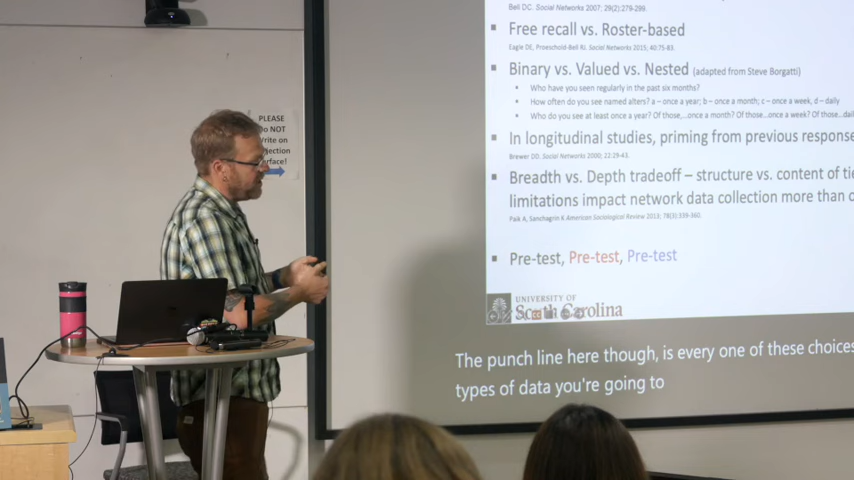 Bell DC. Social Networks 2007; 29(2):279-299.
Free recall vs. Roster-based
Eagle DE, Proeschold-Bell RJ. Social Networks 2015; 40:75-83.
Binary vs. Valued vs. Nested (adapted from Steve Borgatti)
Who have you seen regularly in the past six months?
How often do you see named alters? a – once a year; b – once a month; c – once a week, d – daily
Who do you see at least once a year? Of those,...once a month? Of those...once a week? Of those...dail
In longitudinal studies, priming from previous response
Brewer DD. Social Networks 2000; 22:29-43.
Breadth vs. Depth tradeoff – structure vs. content of tie
limitations impact network data collection more than o
Paik A, Sanchagrin K American Sociological Review 2013; 78(3):339-360.
Pre-test, Pre-test, Pre-test
UNIVERSITY OF
South Carolina
The punch line here though, is every one of these choices
types of data you're going to
PLEASE
Do NOT
Write on
rface!